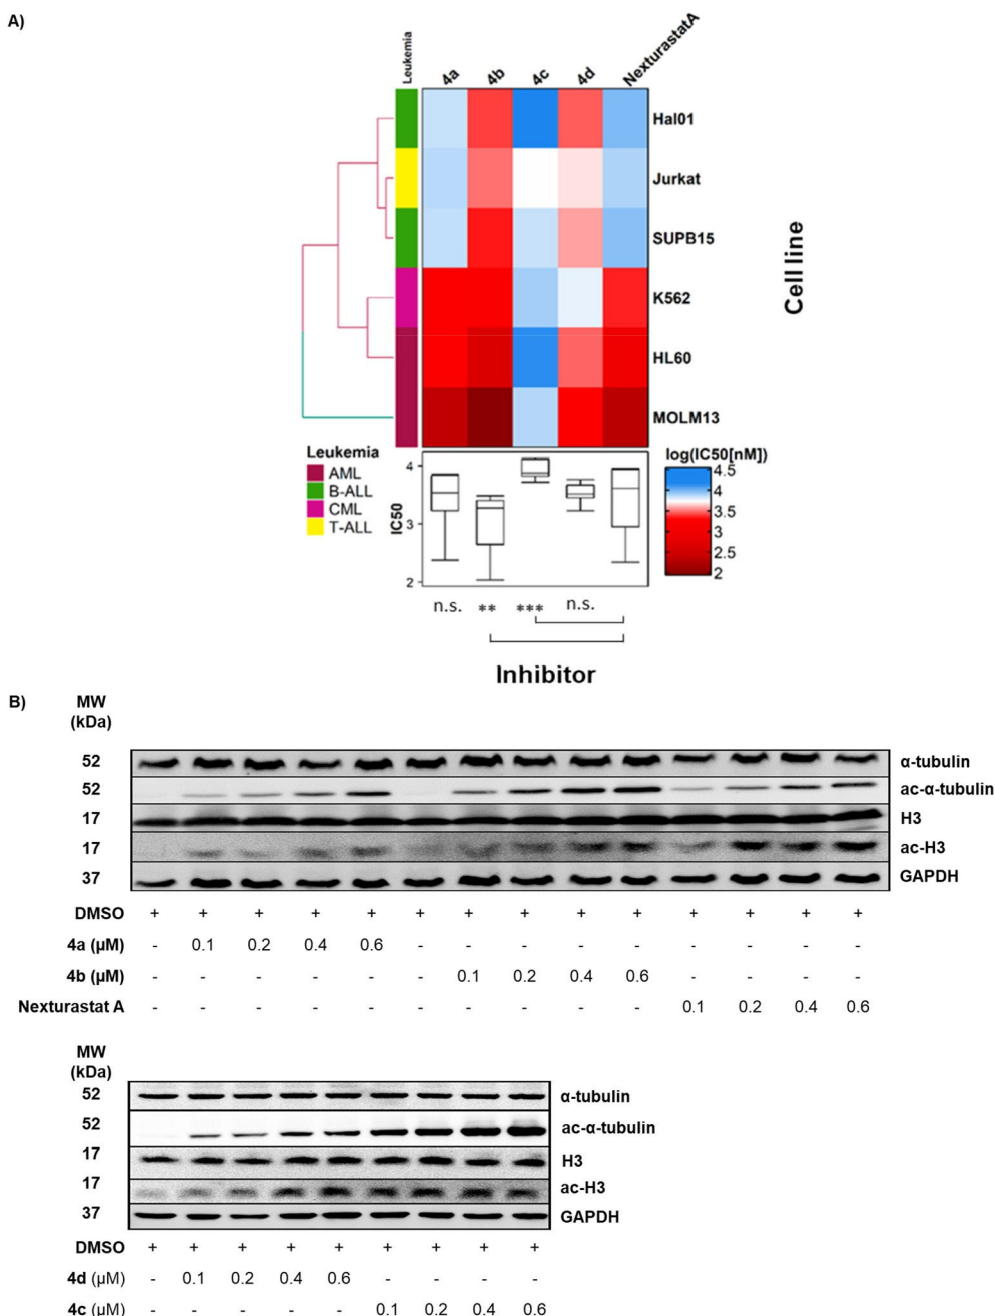 A)
Leukemia
4a 4b 4c 4d NexturastatA
Hal01
Jurkat
SUPB15
K562
HL60
MOLM13
Cell line
Leukemia
AML
B-ALL
CML
T-ALL
IC50
4
3
2
log(IC50[nM])
4.5
4
3.5
3
2.5
2
n.s. ** *** n.s.
Inhibitor
B)
MW
(kDa)
52 α-tubulin
52 ac-α-tubulin
17 H3
17 ac-H3
37 GAPDH
DMSO + + + + + + + + + + + + + +
4a (µM) - 0.1 0.2 0.4 0.6 - - - - - - - - -
4b (µM) - - - - - - 0.1 0.2 0.4 0.6 - - - -
Nexturastat A - - - - - - - - - - 0.1 0.2 0.4 0.6
MW
(kDa)
52 α-tubulin
52 ac-α-tubulin
17 H3
17 ac-H3
37 GAPDH
DMSO + + + + + + + + +
4d (µM) - 0.1 0.2 0.4 0.6 - - - -
4c (µM) - - - - - 0.1 0.2 0.4 0.6